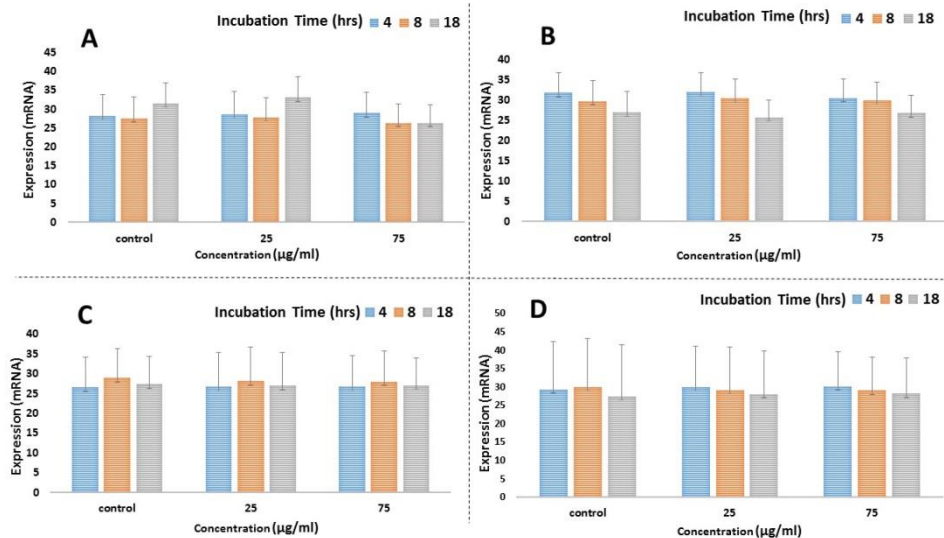 A
Incubation Time (hrs) 4 8 18
Expression (mRNA)
45
40
35
30
25
20
15
10
5
0
control 25 75
Concentration (µg/ml)
B
Incubation Time (hrs) 4 8 18
Expression (mRNA)
40
35
30
25
20
15
10
5
0
control 25 75
Concentration (µg/ml)
C
Incubation Time (hrs) 4 8 18
Expression (mRNA)
40
35
30
25
20
15
10
5
0
control 25 75
Concentration (µg/ml)
D
Incubation Time (hrs) 4 8 18
Expression (mRNA)
50
45
40
35
30
25
20
15
10
5
0
control 25 75
Concentration (µg/ml)